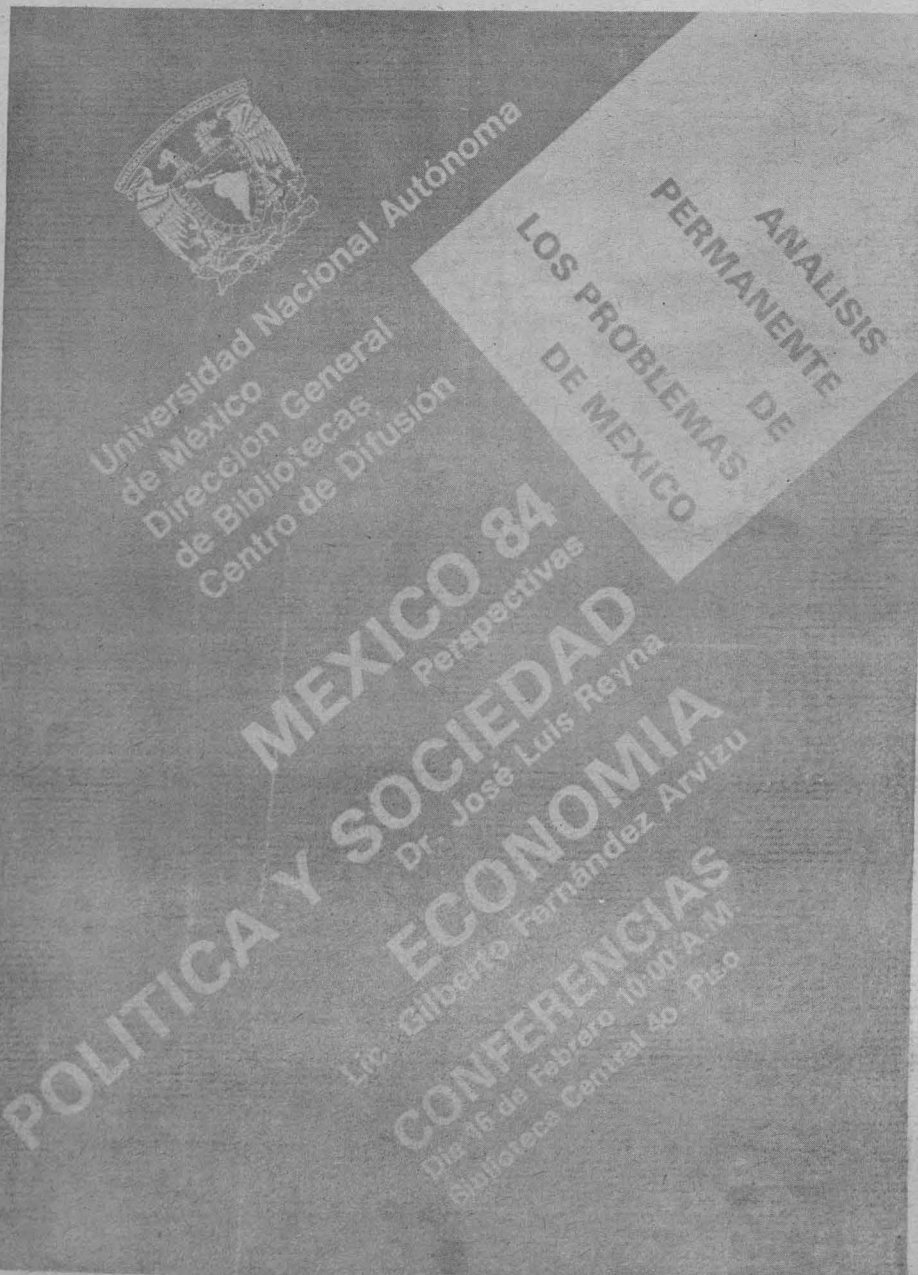 Universidad Nacional Autónoma
de México
Dirección General
de Bibliotecas
Centro de Difusión
ANALISIS
PERMANENTE
DE
LOS PROBLEMAS
DE MEXICO
MEXICO 84
Perspectivas
POLITICA Y SOCIEDAD
Dr. José Luis Reyna
ECONOMIA
Lic. Gilberto Fernández Arvizu
CONFERENCIAS
Día 16 de Febrero 10:00 A.M.
Biblioteca Central 4o. Piso